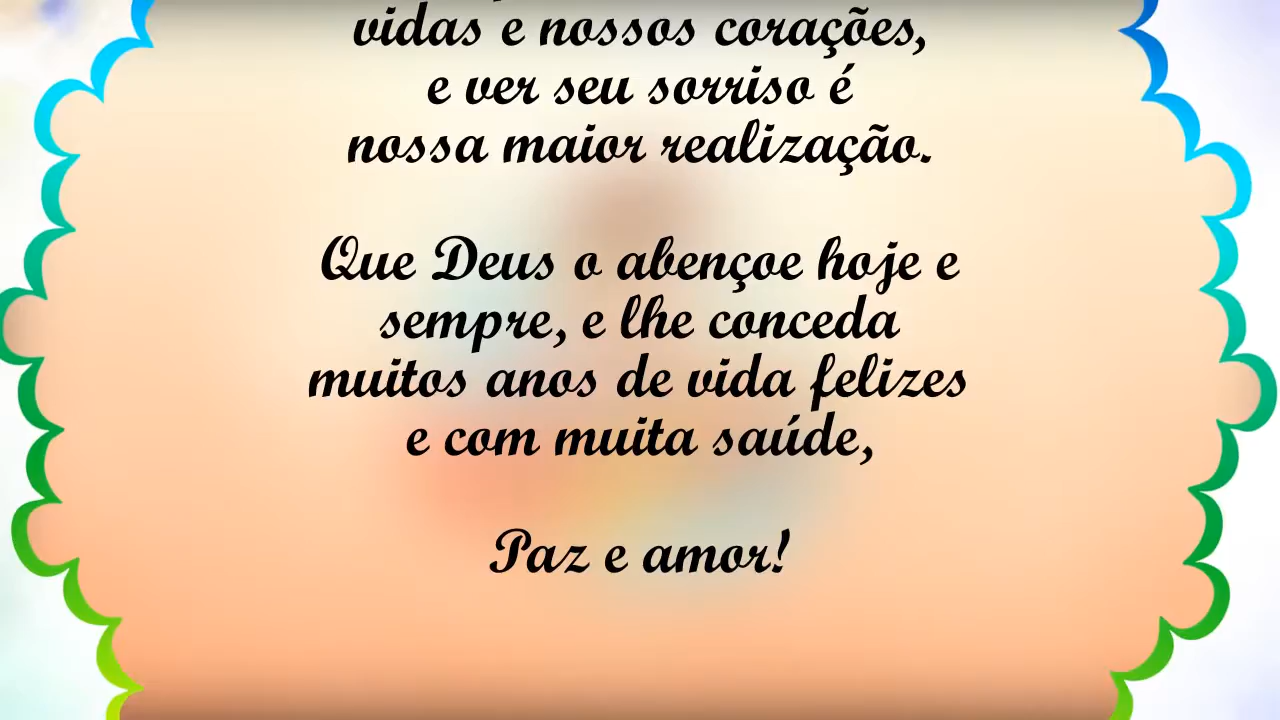 vidas e nossos corações,
e ver seu sorriso é
nossa maior realização.
Que Deus o abençoe hoje e
sempre, e lhe conceda
muitos anos de vida felizes
e com muita saúde,
Paz e amor!